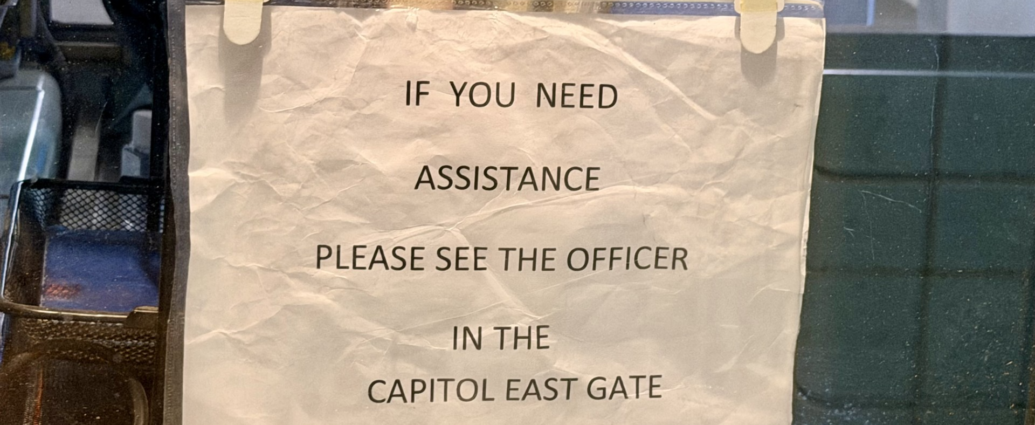 IF YOU NEED
ASSISTANCE
PLEASE SEE THE OFFICER
IN THE
CAPITOL EAST GATE